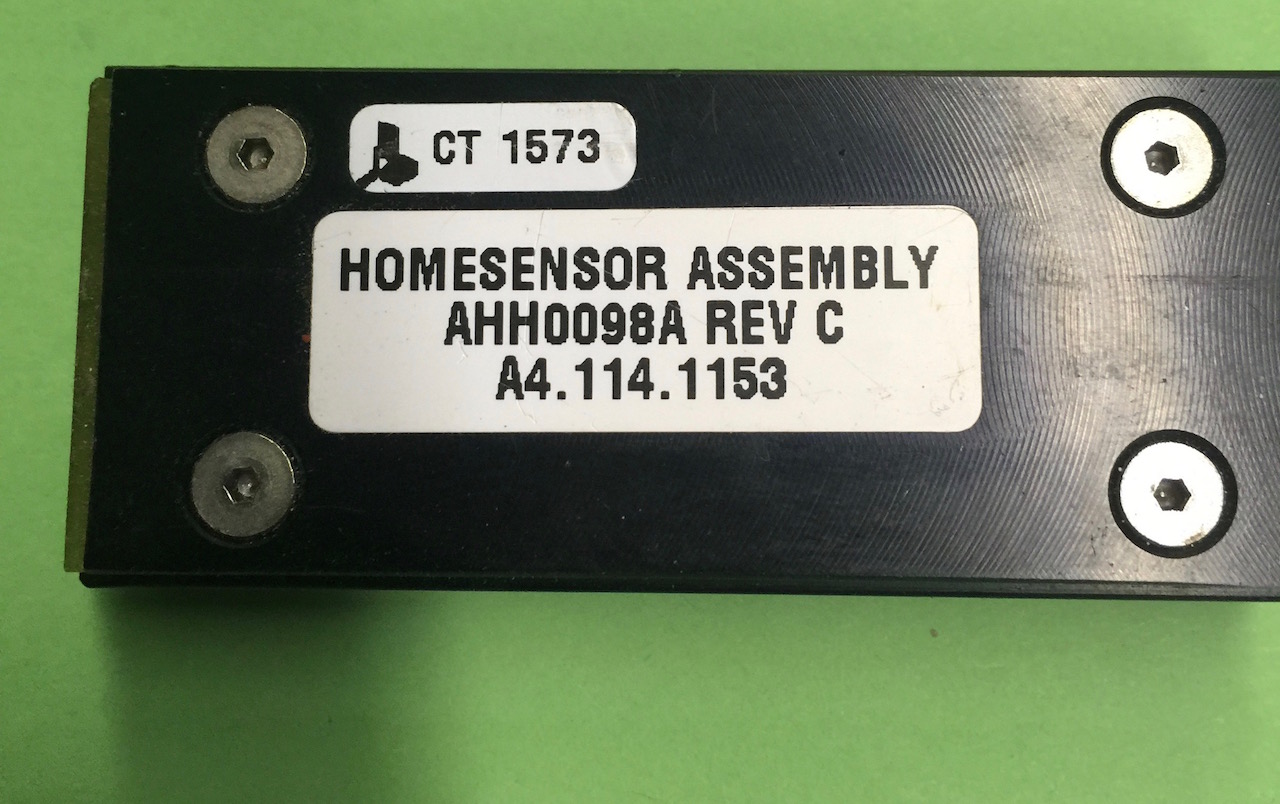 CT 1573
HOMESENSOR ASSEMBLY
AHH0098A REV C
A4.114.1153